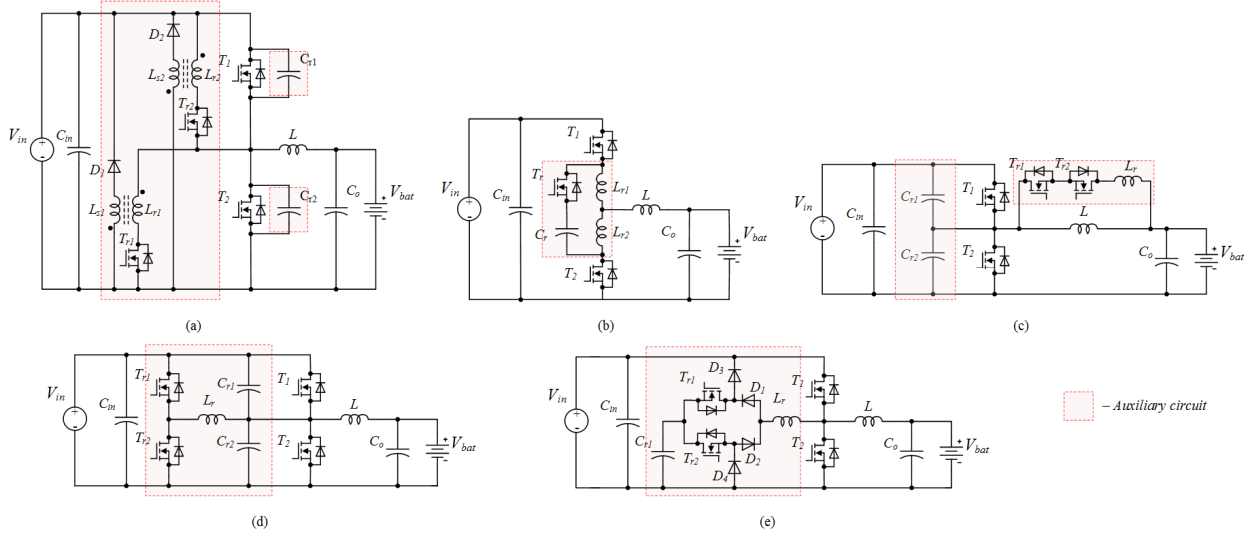 D2
T1
Cτ1
Ls2
Lr2
Tr2
Vin
Cin
L
D1
T2
Cτ2
Co
Vbat
Ls1
Lr1
Tr1
(a)
T1
Vin
Tr
Lr1
Cin
L
Cr
Lr2
Co
Vbat
T2
(b)
Tr1
Tr2
Lr
Cr1
T1
Vin
Cin
L
Cr2
T2
Co
Vbat
(c)
Tr1
Cr1
T1
Vin
Cin
Lr
L
Tr2
Cr2
T2
Co
Vbat
(d)
D3
Tr1
D1
T1
Vin
Cin
Lr
L
Cr1
T2
Tr2
D2
D4
Co
Vbat
(e)
– Auxiliary circuit